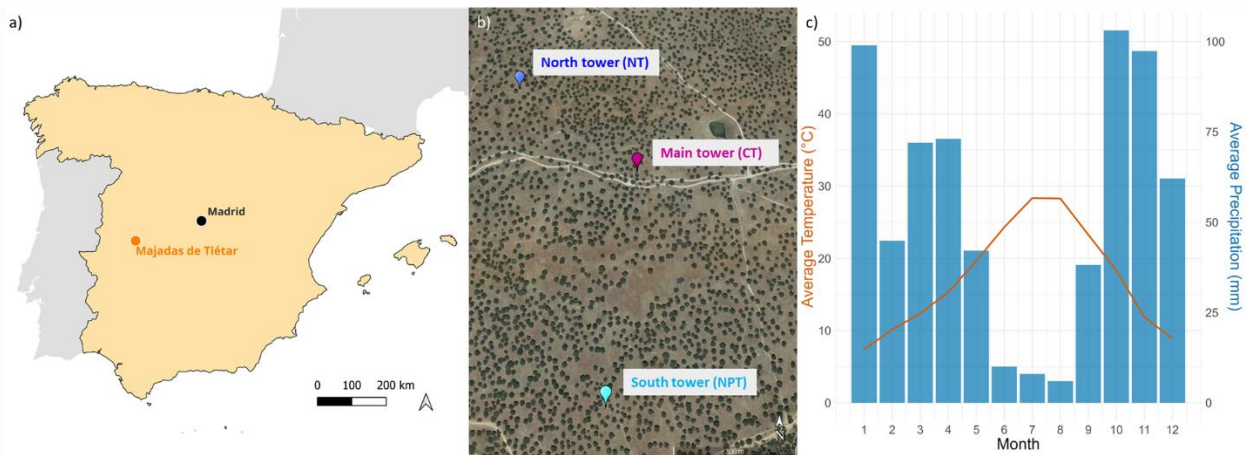 a)
Madrid
Majadas de Tiétar
0 100 200 km
b)
North tower (NT)
Main tower (CT)
South tower (NPT)
N
c)
Average Temperature (°C)
50
40
30
20
10
0
1 2 3 4 5 6 7 8 9 10 11 12
Month
100
75
50
25
0
Average Precipitation (mm)